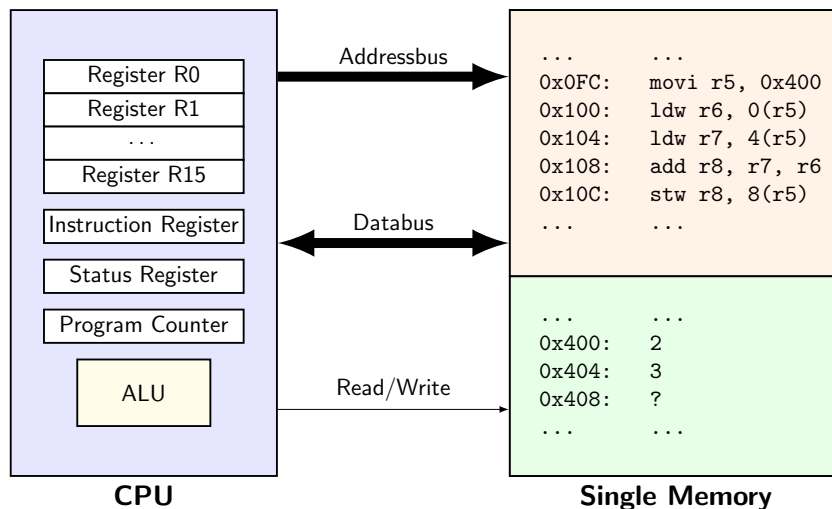 Register R0
Register R1
...
Register R15
Instruction Register
Status Register
Program Counter
ALU
CPU
Addressbus
Databus
Read/Write
... ...
0x0FC: movi r5, 0x400
0x100: ldw r6, 0(r5)
0x104: ldw r7, 4(r5)
0x108: add r8, r7, r6
0x10C: stw r8, 8(r5)
... ...
... ...
0x400: 2
0x404: 3
0x408: ?
... ...
Single Memory